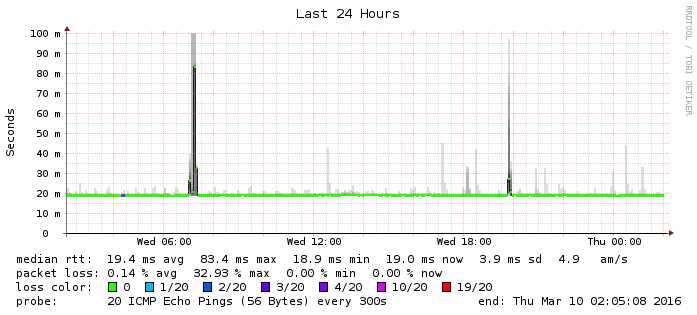 Last 24 Hours
RRDTOOL / TOBI OETIKER
Seconds
100 m
90 m
80 m
70 m
60 m
50 m
40 m
30 m
20 m
10 m
0
Wed 06:00 Wed 12:00 Wed 18:00 Thu 00:00
median rtt: 19.4 ms avg 83.4 ms max 18.9 ms min 19.0 ms now 3.9 ms sd 4.9 am/s
packet loss: 0.14 % avg 32.93 % max 0.00 % min 0.00 % now
loss color: 0 1/20 2/20 3/20 4/20 10/20 19/20
probe: 20 ICMP Echo Pings (56 Bytes) every 300s end: Thu Mar 10 02:05:08 2016